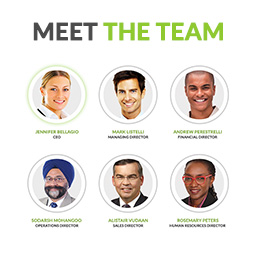 MEET THE TEAM
JENNIFER BELLAGIO
CEO
MARK LISTELLI
MANAGING DIRECTOR
ANDREW PERESTRELLI
FINANCIAL DIRECTOR
SODARSH MOHANGOO
OPERATIONS DIRECTOR
ALISTAIR VUDAAN
SALES DIRECTOR
ROSEMARY PETERS
HUMAN RESOURCES DIRECTOR